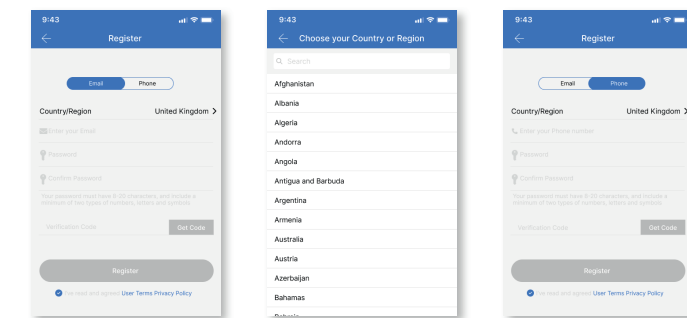 9:43
Register
Email Phone
Country/Region United Kingdom
Enter your Email
Password
Confirm Password
Your password must have 8-20 characters, and include a
minimum of two types of numbers, letters and symbols
Verification Code Get Code
Register
I've read and agreed User Terms Privacy Policy
9:43
Choose your Country or Region
Search
Afghanistan
Albania
Algeria
Andorra
Angola
Antigua and Barbuda
Argentina
Armenia
Australia
Austria
Azerbaijan
Bahamas
9:43
Register
Email Phone
Country/Region United Kingdom
Enter your Phone number
Password
Confirm Password
Your password must have 8-20 characters, and include a
minimum of two types of numbers, letters and symbols
Verification Code Get Code
Register
I've read and agreed User Terms Privacy Policy